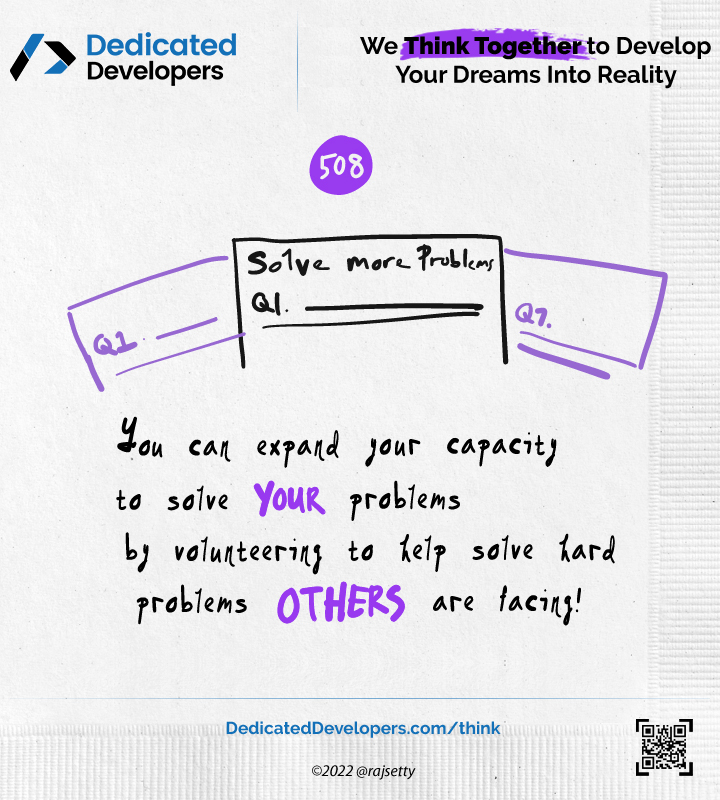 Dedicated
Developers
We Think Together to Develop
Your Dreams Into Reality
508
Solve more Problems
Q1.
Q1.
Q7.
You can expand your capacity
to solve YOUR problems
by volunteering to help solve hard
problems OTHERS are facing!
DedicatedDevelopers.com/think
©2022 @rajsetty